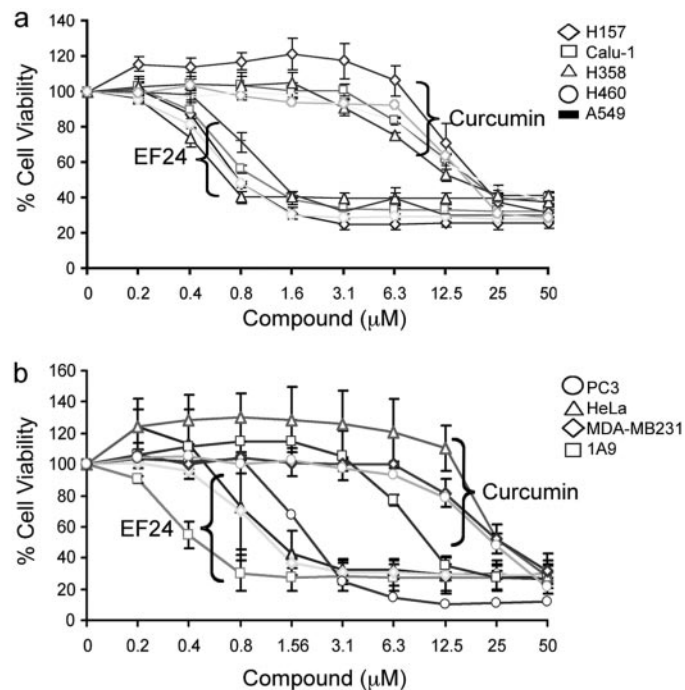 a
140
120
100
80
60
40
20
0
% Cell Viability
EF24
Curcumin
H157
Calu-1
H358
H460
A549
0 0.2 0.4 0.8 1.6 3.1 6.3 12.5 25 50
Compound (μM)
b
160
140
120
100
80
60
40
20
0
% Cell Viability
EF24
Curcumin
PC3
HeLa
MDA-MB231
1A9
0 0.2 0.4 0.8 1.56 3.1 6.3 12.5 25 50
Compound (μM)